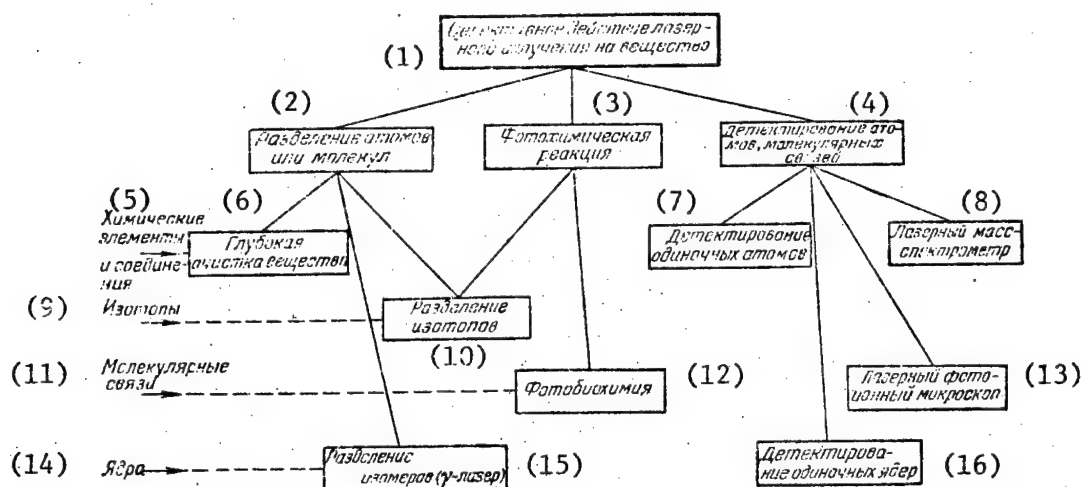 (1)
Селективное действие лазер-
ного излучения на вещество
(2)
(3)
(4)
Разделение атомов
или молекул
Фотохимическая
реакция
Детектирование ато-
мов, молекулярных
связей
(5)
(6)
(7)
(8)
Химические
элементы
и соедине-
ния
Глубокая
очистка вещества
Детектирование
одиночных атомов
Лазерный масс-
спектрометр
(9)
Изотопы
Разделение
изотопов
(10)
(11)
Молекулярные
связи
Фотобиохимия
(12)
Лазерный фото-
ионный микроскоп
(13)
(14)
Ядра
Разделение
изомеров (γ-лазер)
(15)
Детектирова-
ние одиночных ядер
(16)